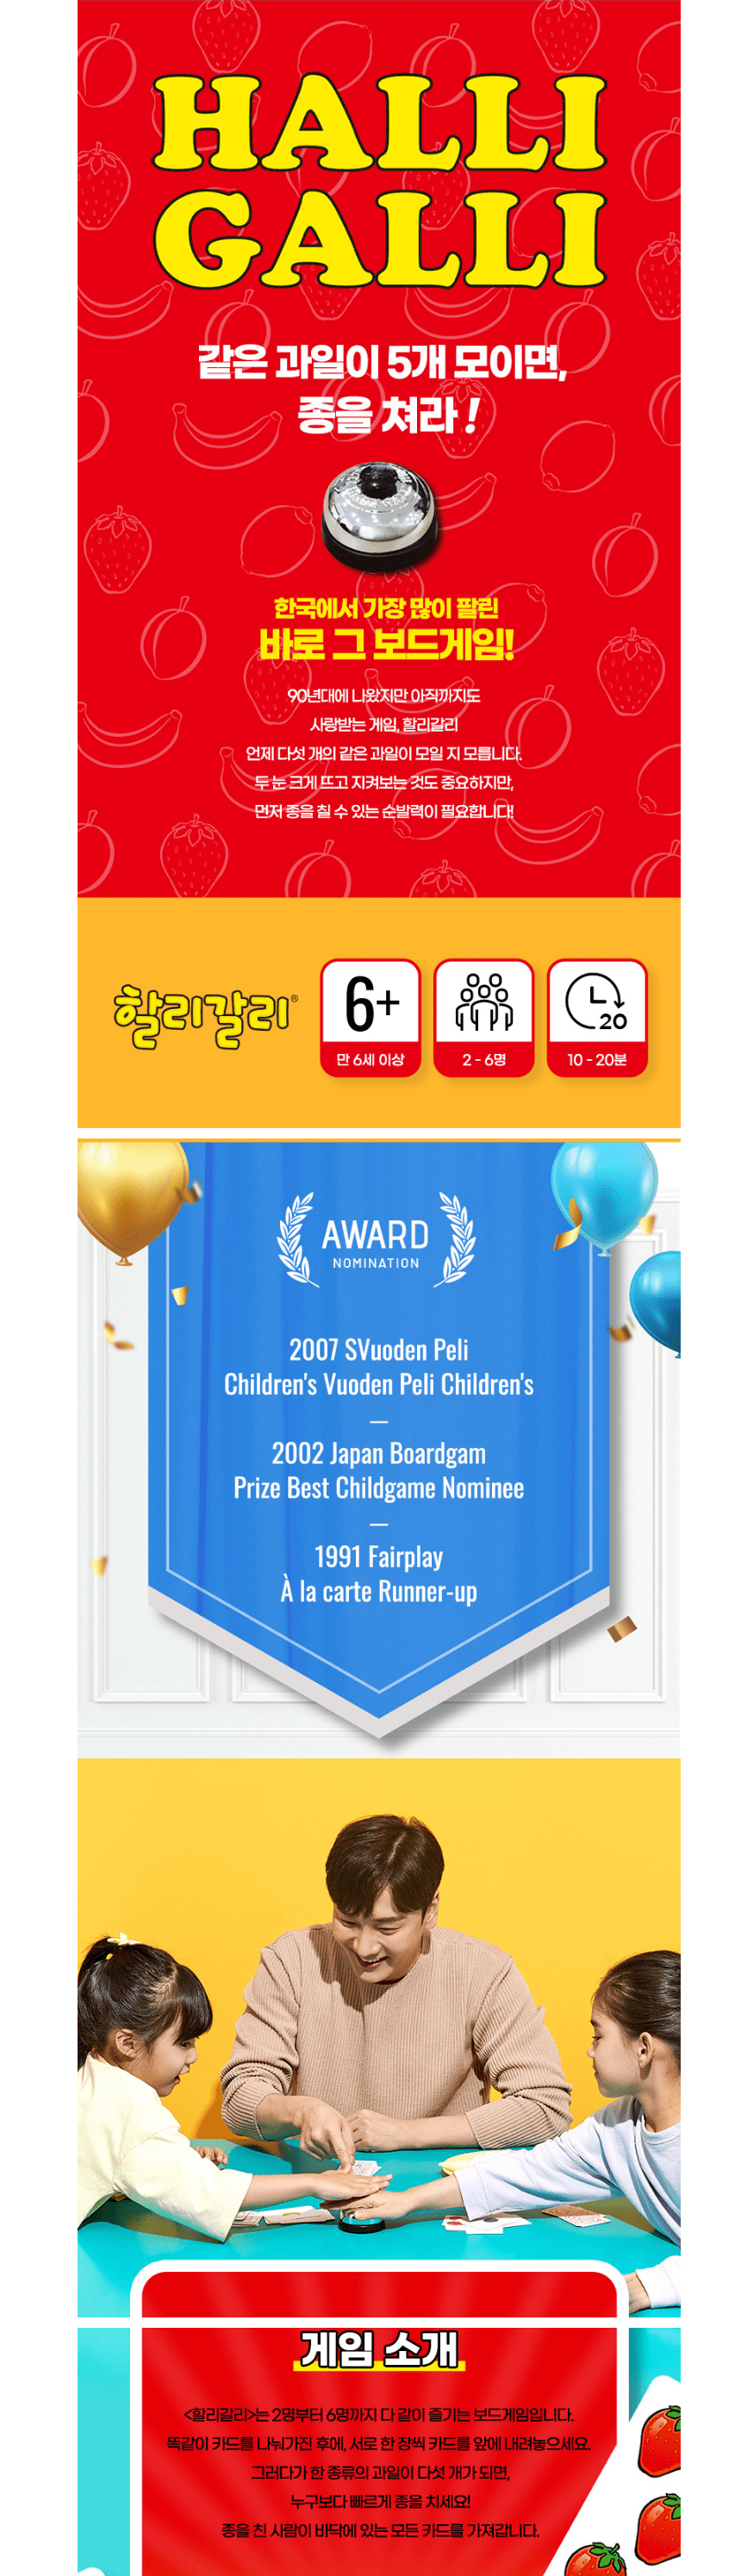 HALLI
GALLI
같은 과일이 5개 모이면,
종을 쳐라 !
한국에서 가장 많이 팔린
바로 그 보드게임!
90년대에 나왔지만 아직까지도
사랑받는 게임, 할리갈리
언제 다섯 개의 같은 과일이 모일 지 모릅니다.
두 눈 크게 뜨고 지켜보는 것도 중요하지만,
먼저 종을 칠 수 있는 순발력이 필요합니다!
할리갈리®
6+
만 6세 이상
2 - 6명
20
10 - 20분
AWARD
NOMINATION
2007 SVuoden Peli
Children's Vuoden Peli Children's
2002 Japan Boardgam
Prize Best Childgame Nominee
1991 Fairplay
À la carte Runner-up
게임 소개
<할리갈리>는 2명부터 6명까지 다 같이 즐기는 보드게임입니다.
똑같이 카드를 나눠가진 후에, 서로 한 장씩 카드를 앞에 내려놓으세요.
그러다가 한 종류의 과일이 다섯 개가 되면,
누구보다 빠르게 종을 치세요!
종을 친 사람이 바닥에 있는 모든 카드를 가져갑니다.